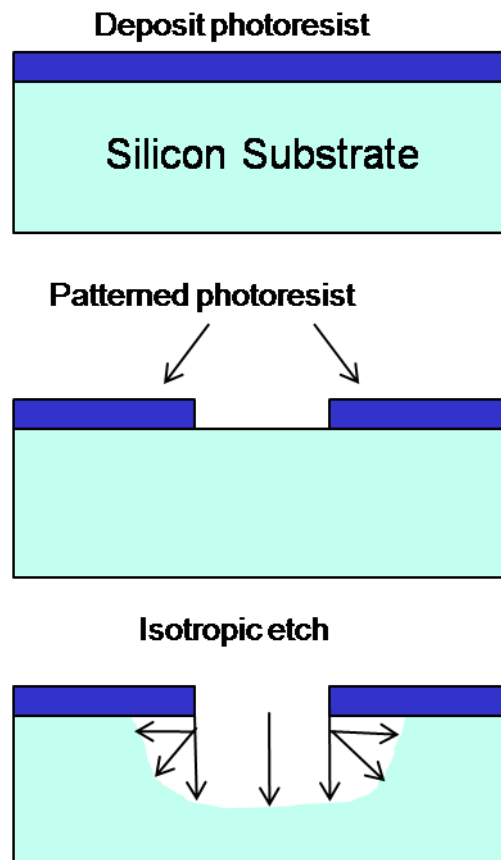 Deposit photoresist
Silicon Substrate
Patterned photoresist
Isotropic etch